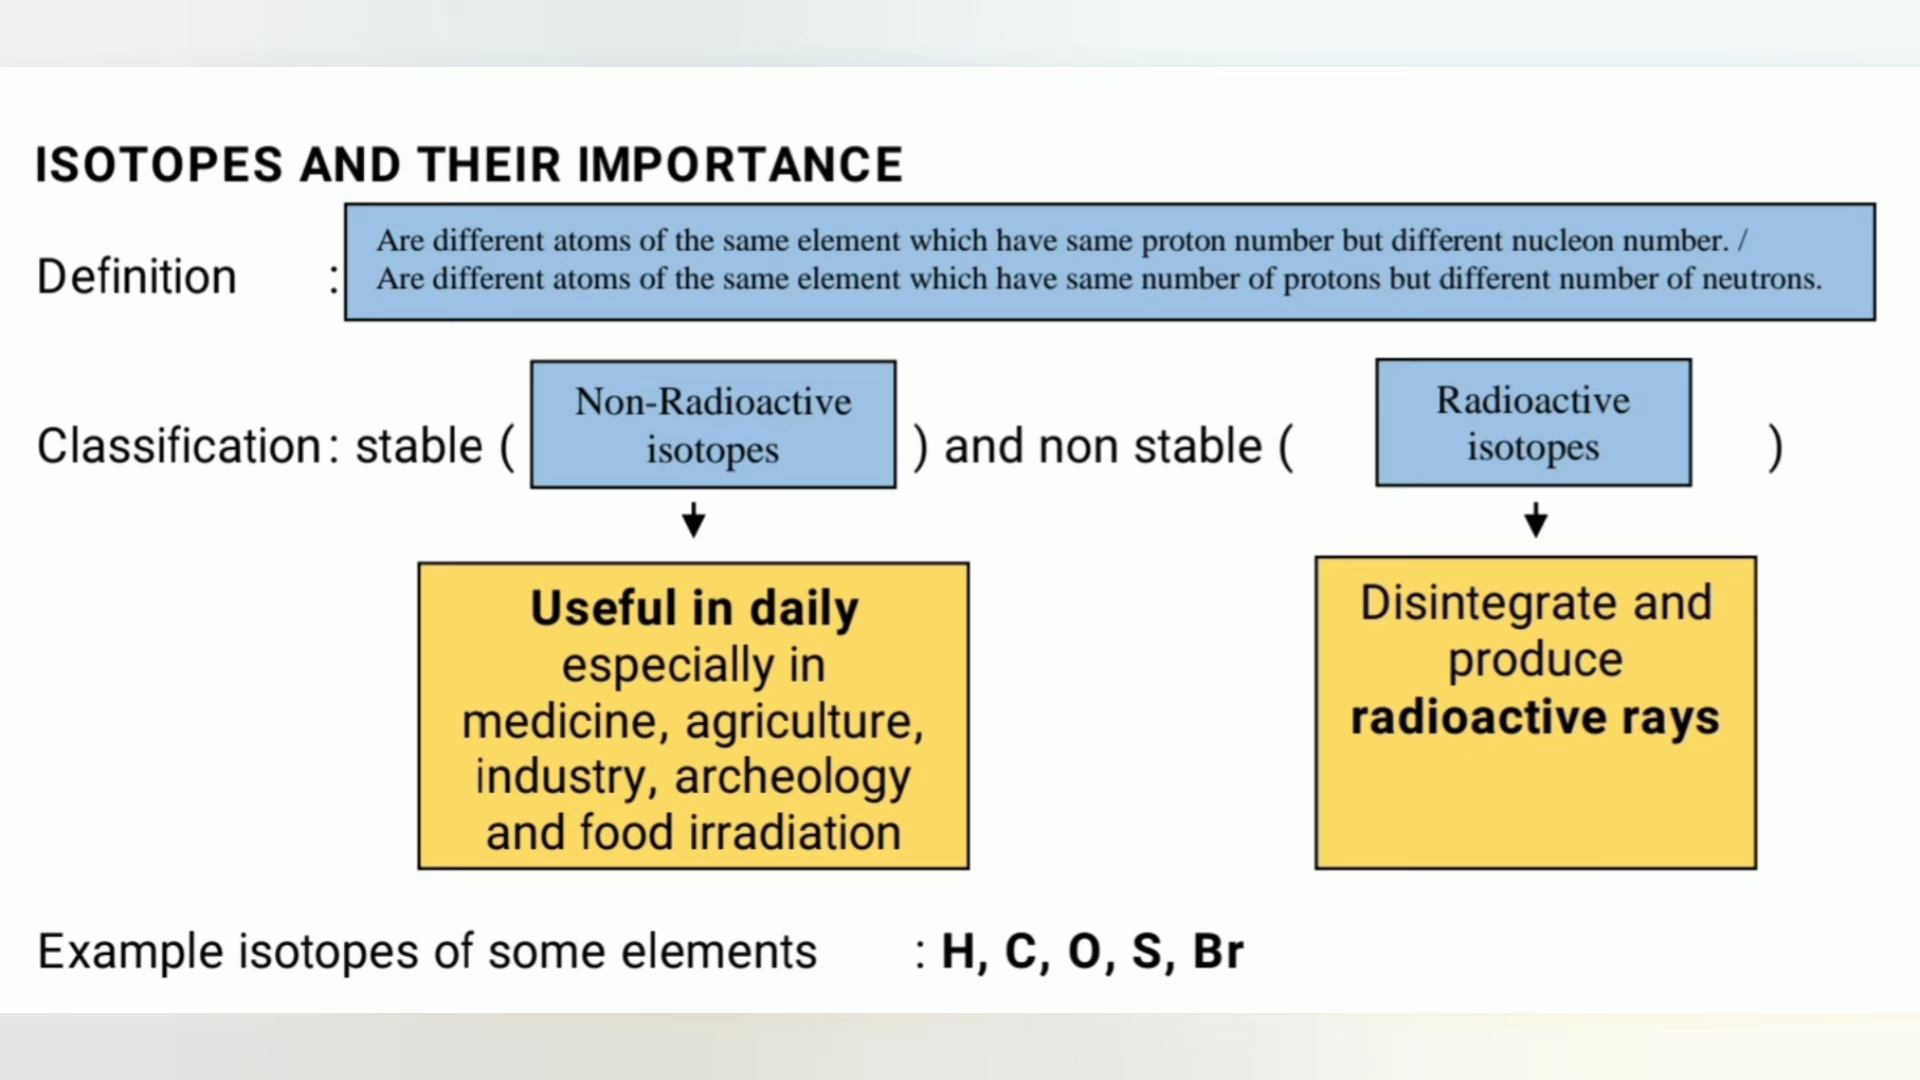 ISOTOPES AND THEIR IMPORTANCE
Definition :
Are different atoms of the same element which have same proton number but different nucleon number. /
Are different atoms of the same element which have same number of protons but different number of neutrons.
Classification: stable ( Non-Radioactive isotopes ) and non stable ( Radioactive isotopes )
Useful in daily
especially in
medicine, agriculture,
industry, archeology
and food irradiation
Disintegrate and
produce
radioactive rays
Example isotopes of some elements : H, C, O, S, Br